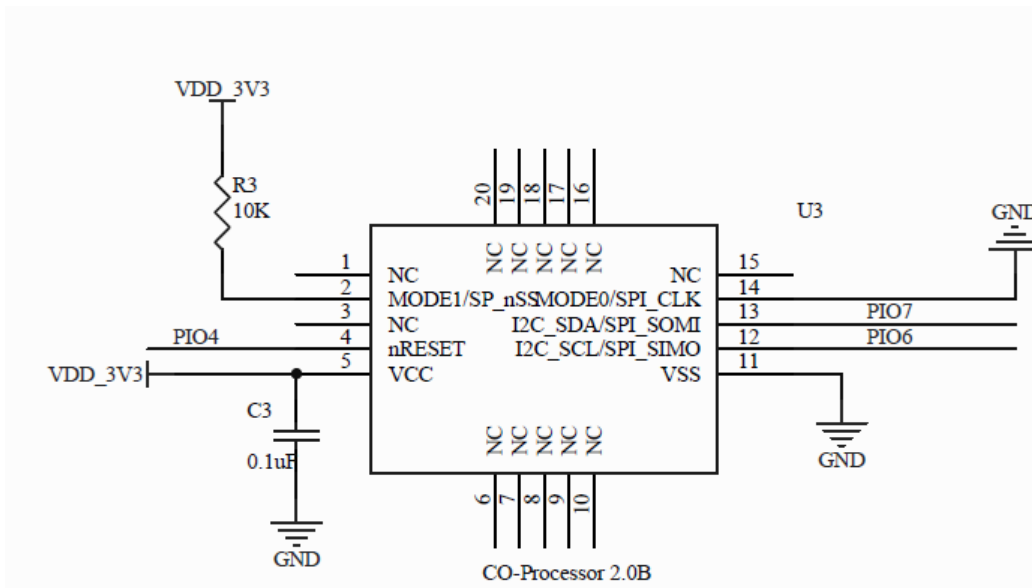 VDD_3V3
R3
10K
20
19
18
17
16
U3
GND
NC NC NC NC NC
1 NC
NC 15
2 MODE1/SP_nSS
MODE0/SPI_CLK 14
3 NC
I2C_SDA/SPI_SOMI 13 PIO7
PIO4 4 nRESET
I2C_SCL/SPI_SIMO 12 PIO6
VDD_3V3 5 VCC
VSS 11
C3
0.1uF
NC NC NC NC NC
GND
GND
6
7
8
9
10
CO-Processor 2.0B